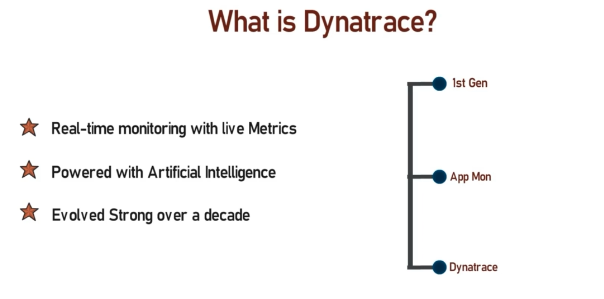 What is Dynatrace?
Real-time monitoring with live Metrics
Powered with Artificial Intelligence
Evolved Strong over a decade
1st Gen
App Mon
Dynatrace